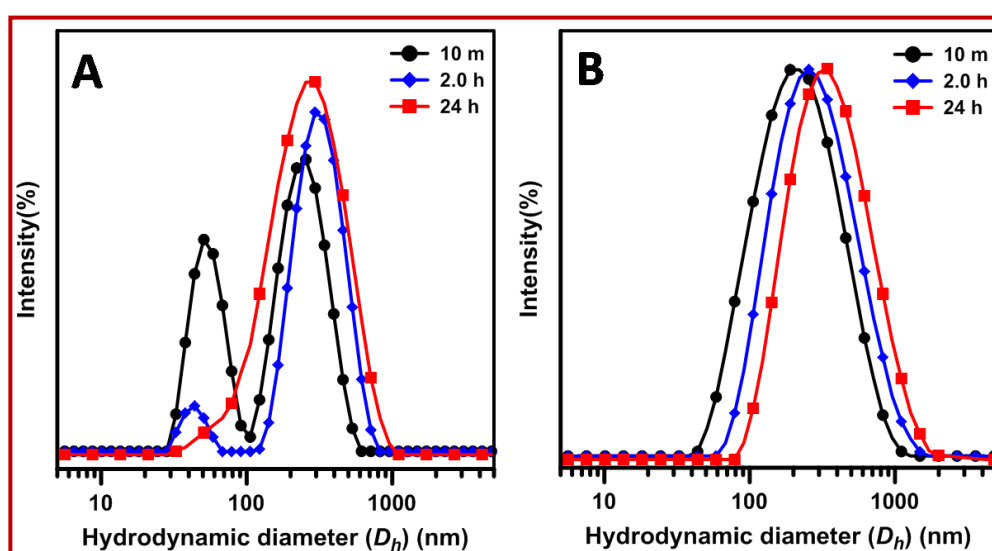 A
10 m
2.0 h
24 h
Intensity(%)
10
100
1000
Hydrodynamic diameter (Dh) (nm)
B
10 m
2.0 h
24 h
Intensity(%)
10
100
1000
Hydrodynamic diameter (Dh) (nm)